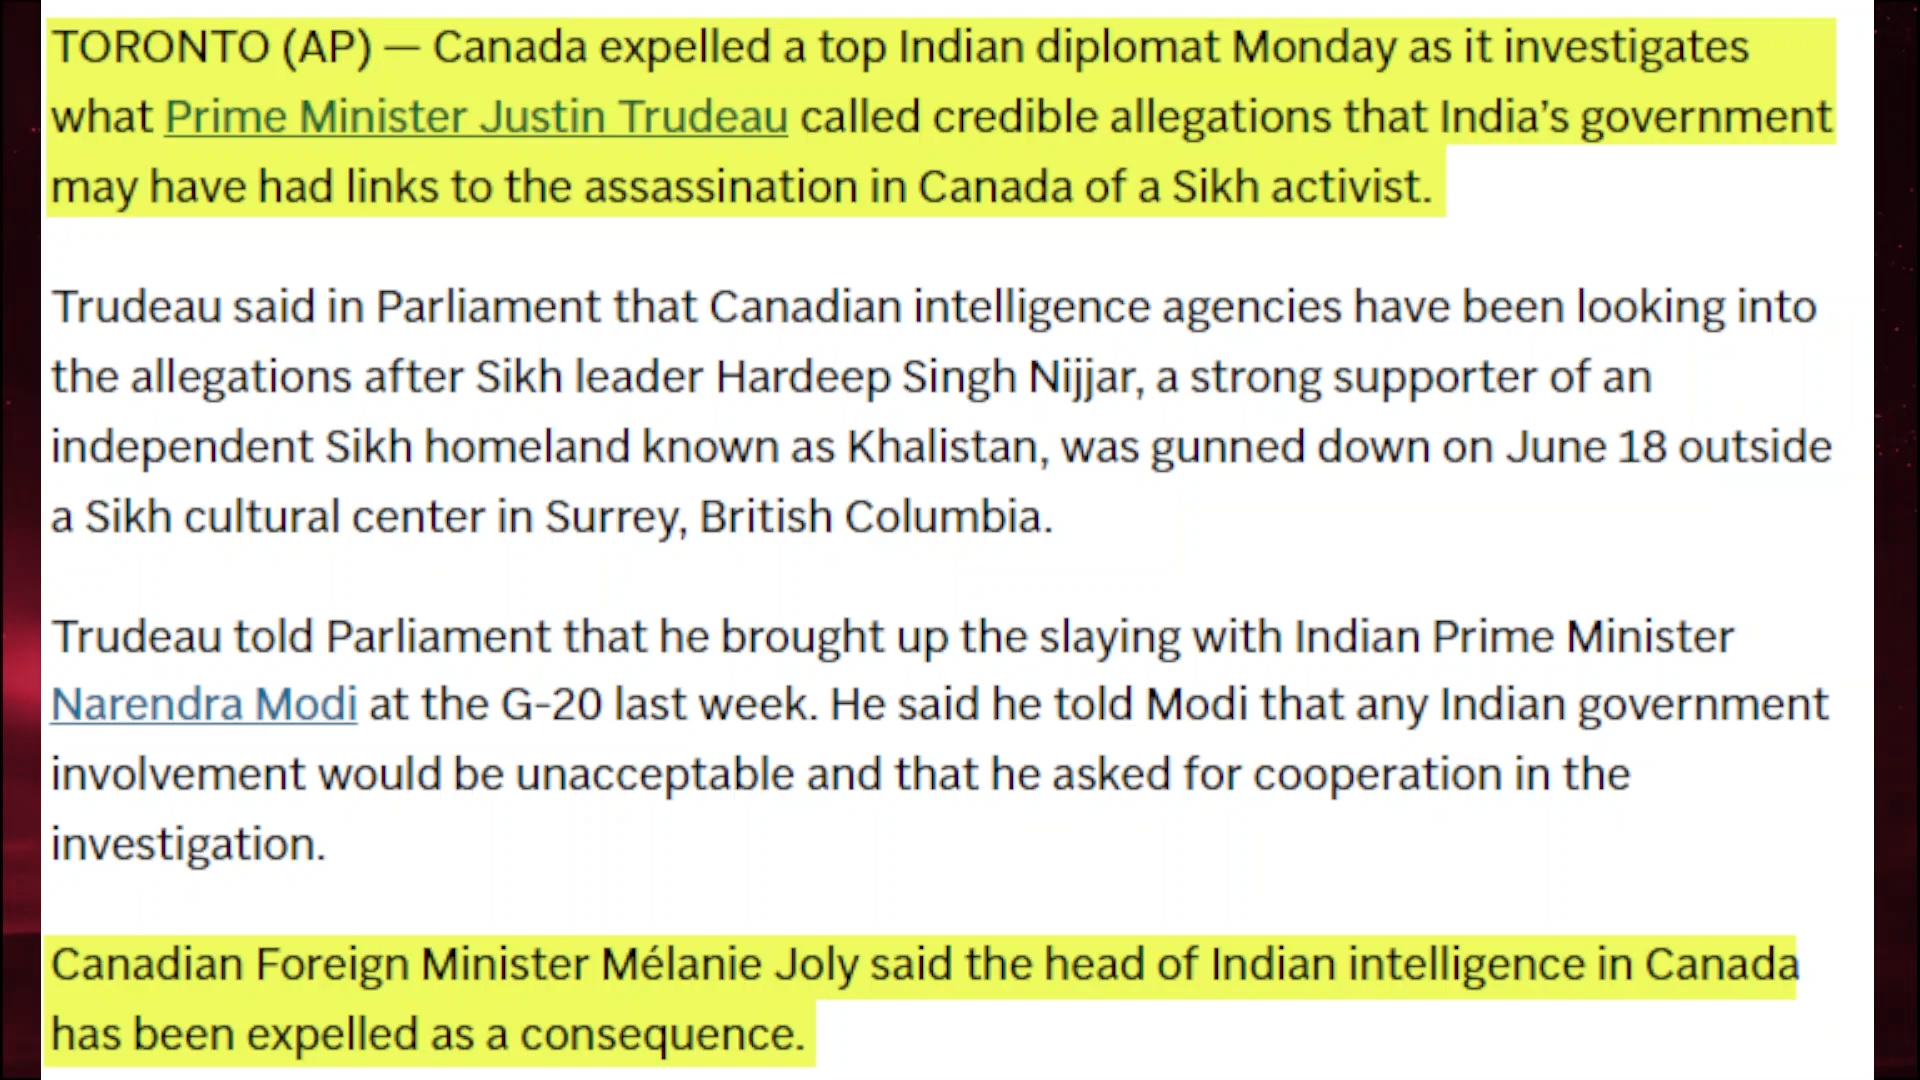 TORONTO (AP) — Canada expelled a top Indian diplomat Monday as it investigates
what Prime Minister Justin Trudeau called credible allegations that India’s government
may have had links to the assassination in Canada of a Sikh activist.
Trudeau said in Parliament that Canadian intelligence agencies have been looking into
the allegations after Sikh leader Hardeep Singh Nijjar, a strong supporter of an
independent Sikh homeland known as Khalistan, was gunned down on June 18 outside
a Sikh cultural center in Surrey, British Columbia.
Trudeau told Parliament that he brought up the slaying with Indian Prime Minister
Narendra Modi at the G-20 last week. He said he told Modi that any Indian government
involvement would be unacceptable and that he asked for cooperation in the
investigation.
Canadian Foreign Minister Mélanie Joly said the head of Indian intelligence in Canada
has been expelled as a consequence.